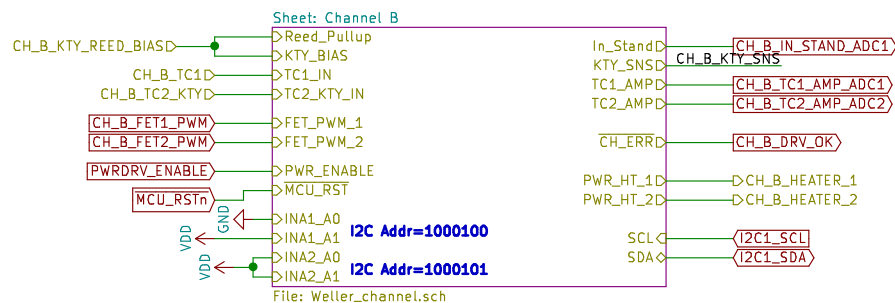 Sheet: Channel B
CH_B_KTY_REED_BIAS Reed_Pullup In_Stand CH_B_IN_STAND_ADC1
KTY_BIAS KTY_SNS CH_B_KTY_SNS
CH_B_TC1 TC1_IN TC1_AMP CH_B_TC1_AMP_ADC1
CH_B_TC2_KTY TC2_KTY_IN TC2_AMP CH_B_TC2_AMP_ADC2
CH_B_FET1_PWM FET_PWM_1
CH_B_FET2_PWM FET_PWM_2 CH_ERR CH_B_DRV_OK
PWRDRV_ENABLE PWR_ENABLE PWR_HT_1 CH_B_HEATER_1
MCU_RSTn MCU_RST PWR_HT_2 CH_B_HEATER_2
GND INA1_A0 I2C Addr=1000100
VDD INA1_A1 SCL I2C1_SCL
VDD INA2_A0 I2C Addr=1000101 SDA I2C1_SDA
INA2_A1
File: Weller_channel.sch